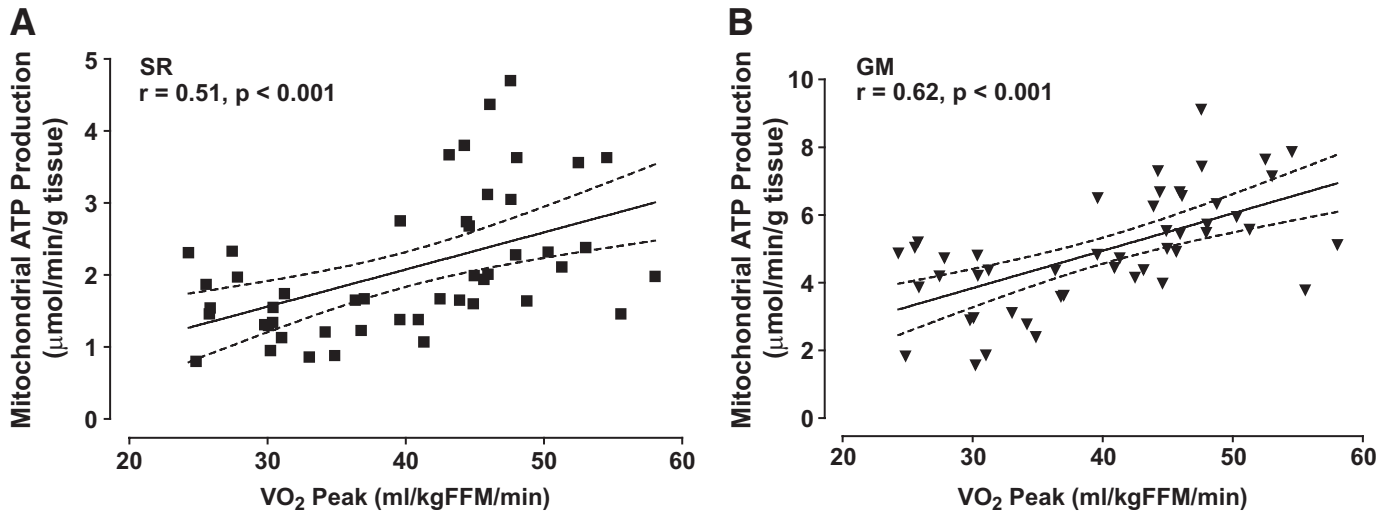 A
Mitochondrial ATP Production
(μmol/min/g tissue)
5
4
3
2
1
0
SR
r = 0.51, p < 0.001
20 30 40 50 60
VO2 Peak (ml/kgFFM/min)
B
Mitochondrial ATP Production
(μmol/min/g tissue)
10
8
6
4
2
0
GM
r = 0.62, p < 0.001
20 30 40 50 60
VO2 Peak (ml/kgFFM/min)